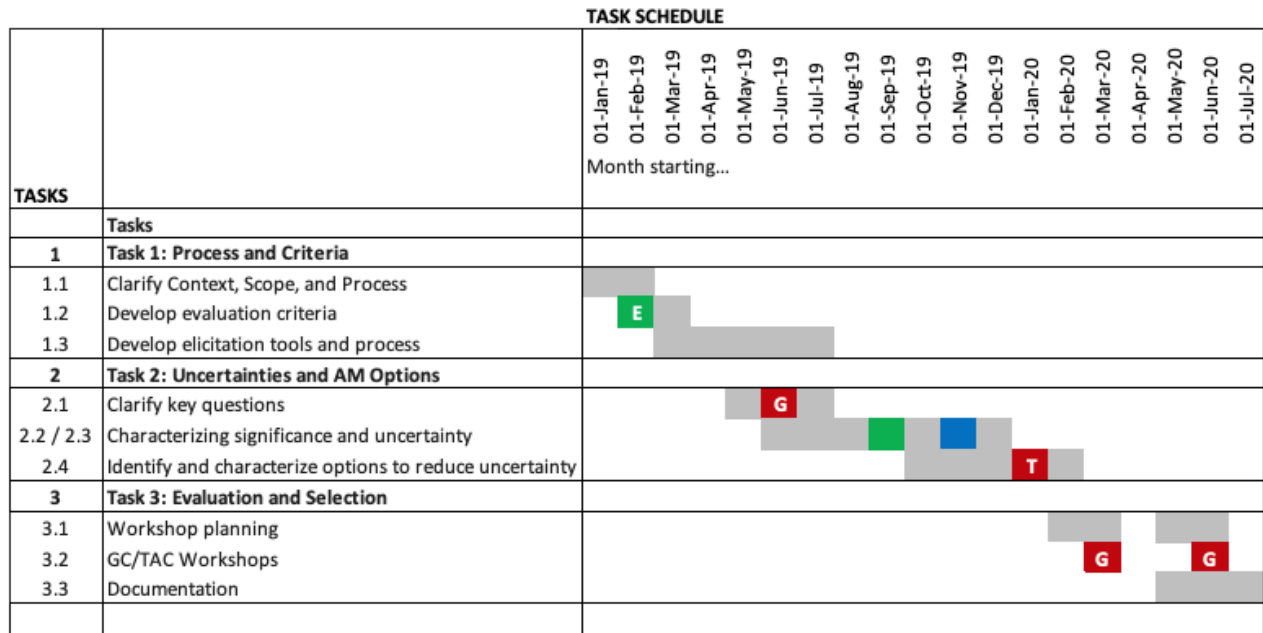 TASK SCHEDULE
01-Jan-19 01-Feb-19 01-Mar-19 01-Apr-19 01-May-19 01-Jun-19 01-Jul-19 01-Aug-19 01-Sep-19 01-Oct-19 01-Nov-19 01-Dec-19 01-Jan-20 01-Feb-20 01-Mar-20 01-Apr-20 01-May-20 01-Jun-20 01-Jul-20
Month starting...
TASKS
Tasks
1 Task 1: Process and Criteria
1.1 Clarify Context, Scope, and Process
1.2 Develop evaluation criteria E
1.3 Develop elicitation tools and process
2 Task 2: Uncertainties and AM Options
2.1 Clarify key questions G
2.2 / 2.3 Characterizing significance and uncertainty
2.4 Identify and characterize options to reduce uncertainty T
3 Task 3: Evaluation and Selection
3.1 Workshop planning
3.2 GC/TAC Workshops G G
3.3 Documentation